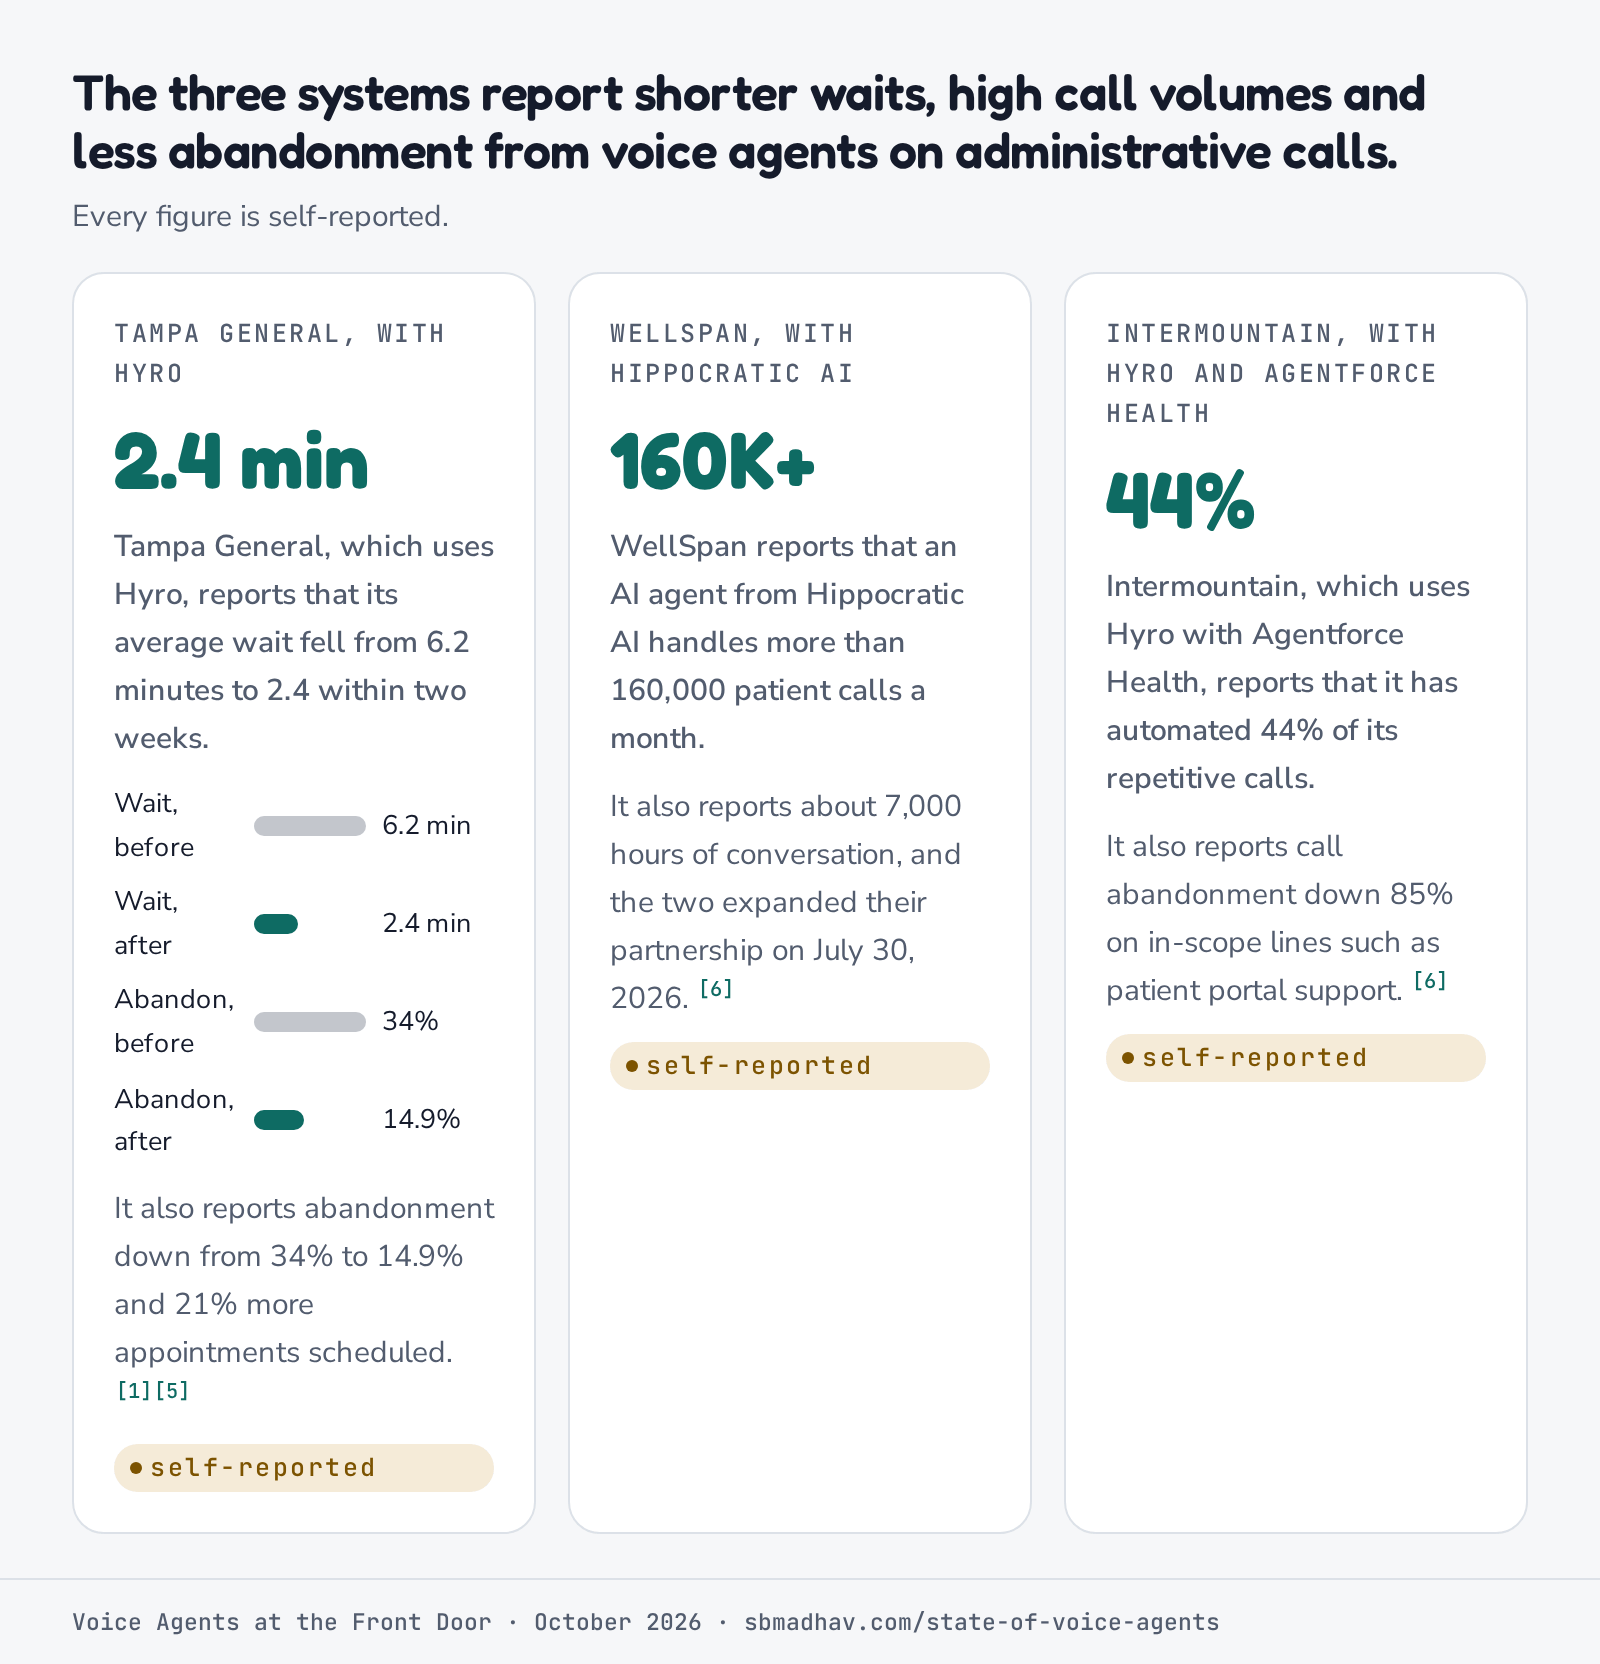 The three systems report shorter waits, high call volumes and
less abandonment from voice agents on administrative calls.
Every figure is self-reported.
TAMPA GENERAL, WITH
HYRO
2.4 min
Tampa General, which uses
Hyro, reports that its
average wait fell from 6.2
minutes to 2.4 within two
weeks.
Wait,
before
6.2 min
Wait,
after
2.4 min
Abandon,
before
34%
Abandon,
after
14.9%
It also reports abandonment
down from 34% to 14.9%
and 21% more
appointments scheduled.
[1][5]
self-reported
WELLSPAN, WITH
HIPPOCRATIC AI
160K+
WellSpan reports that an
AI agent from Hippocratic
AI handles more than
160,000 patient calls a
month.
It also reports about 7,000
hours of conversation, and
the two expanded their
partnership on July 30,
2026. [6]
self-reported
INTERMOUNTAIN, WITH
HYRO AND AGENTFORCE
HEALTH
44%
Intermountain, which uses
Hyro with Agentforce
Health, reports that it has
automated 44% of its
repetitive calls.
It also reports call
abandonment down 85%
on in-scope lines such as
patient portal support. [6]
self-reported
Voice Agents at the Front Door · October 2026 · sbmadhav.com/state-of-voice-agents